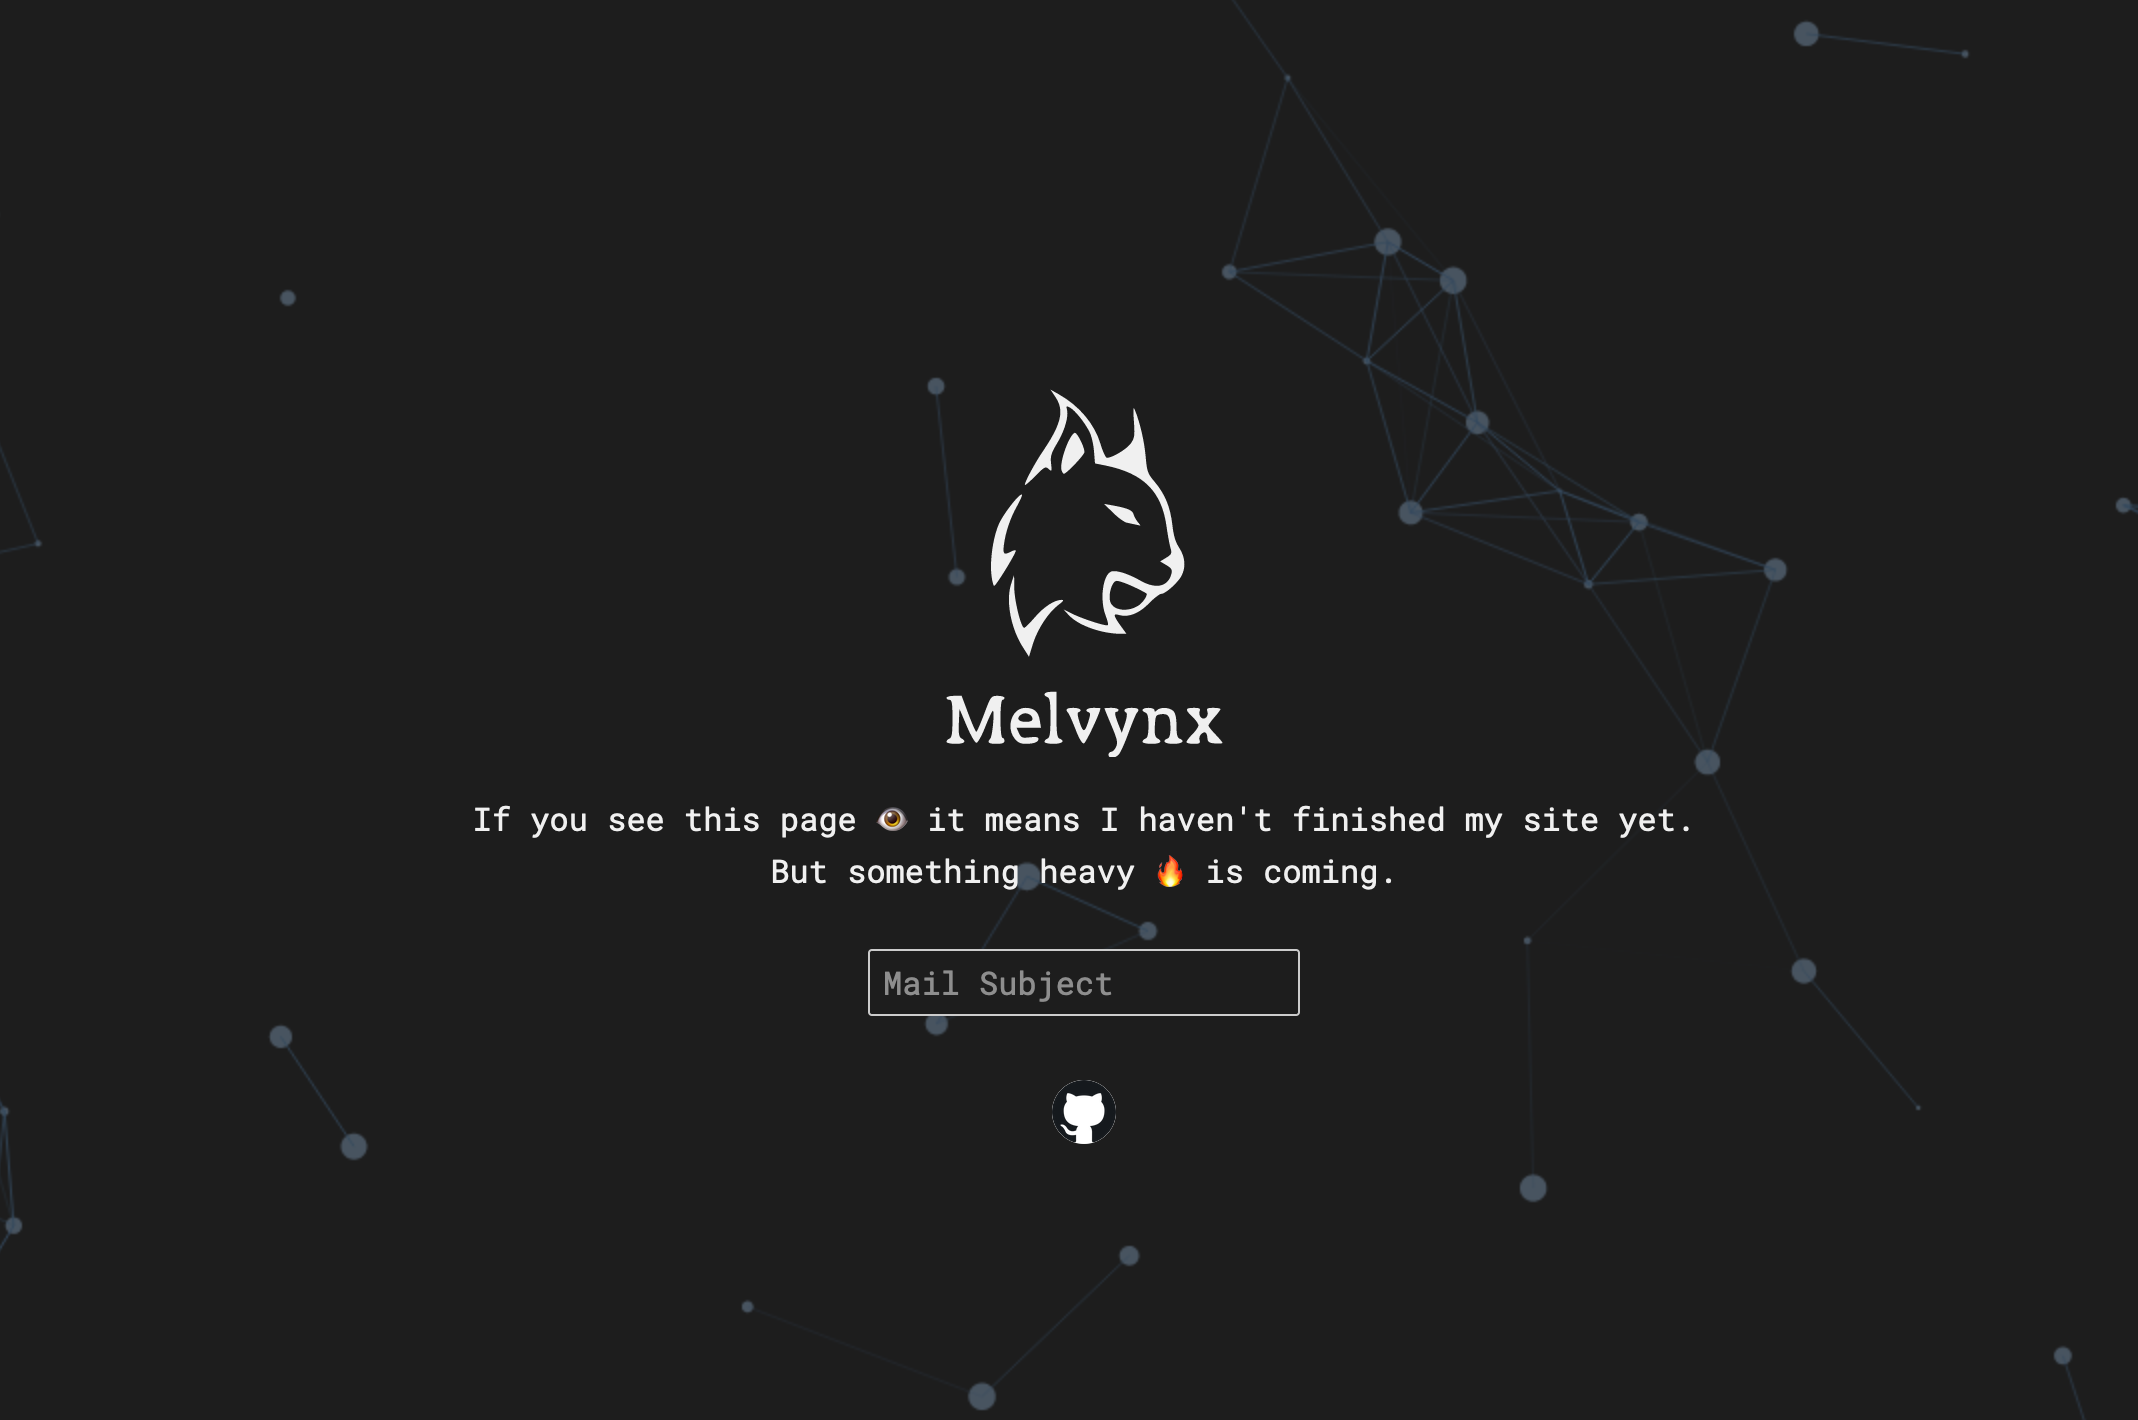 Melvynx
If you see this page 👁 it means I haven't finished my site yet.
But something heavy 🔥 is coming.
Mail Subject